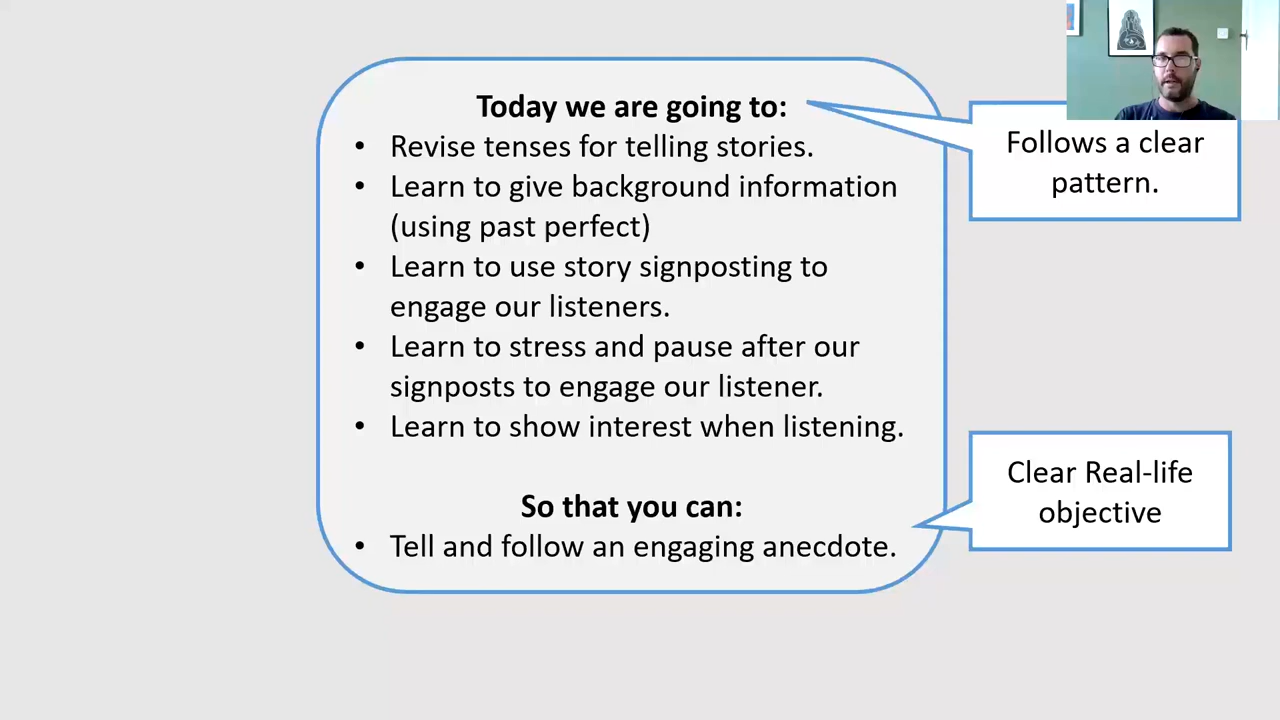 Today we are going to:
• Revise tenses for telling stories.
• Learn to give background information
(using past perfect)
• Learn to use story signposting to
engage our listeners.
• Learn to stress and pause after our
signposts to engage our listener.
• Learn to show interest when listening.
So that you can:
• Tell and follow an engaging anecdote.
Follows a clear
pattern.
Clear Real-life
objective